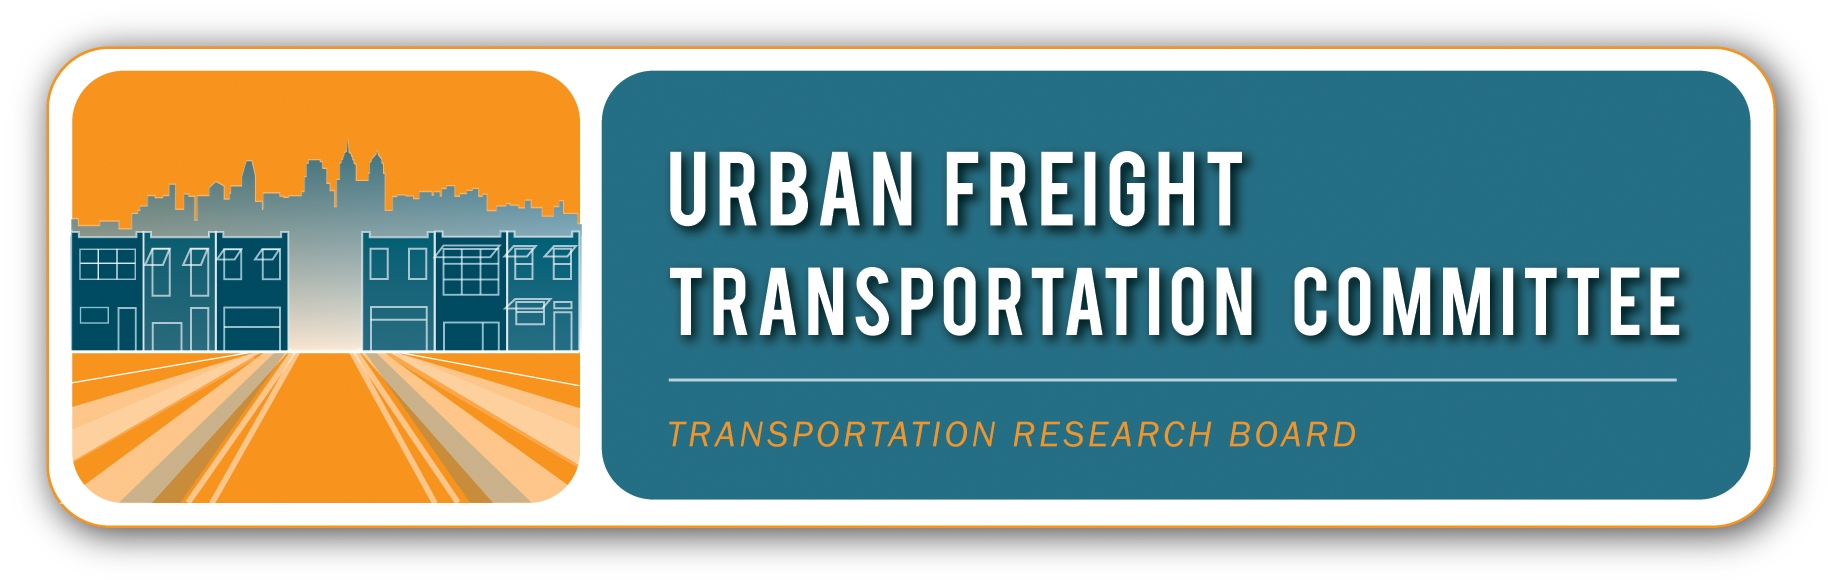 URBAN FREIGHT
TRANSPORTATION COMMITTEE
TRANSPORTATION RESEARCH BOARD